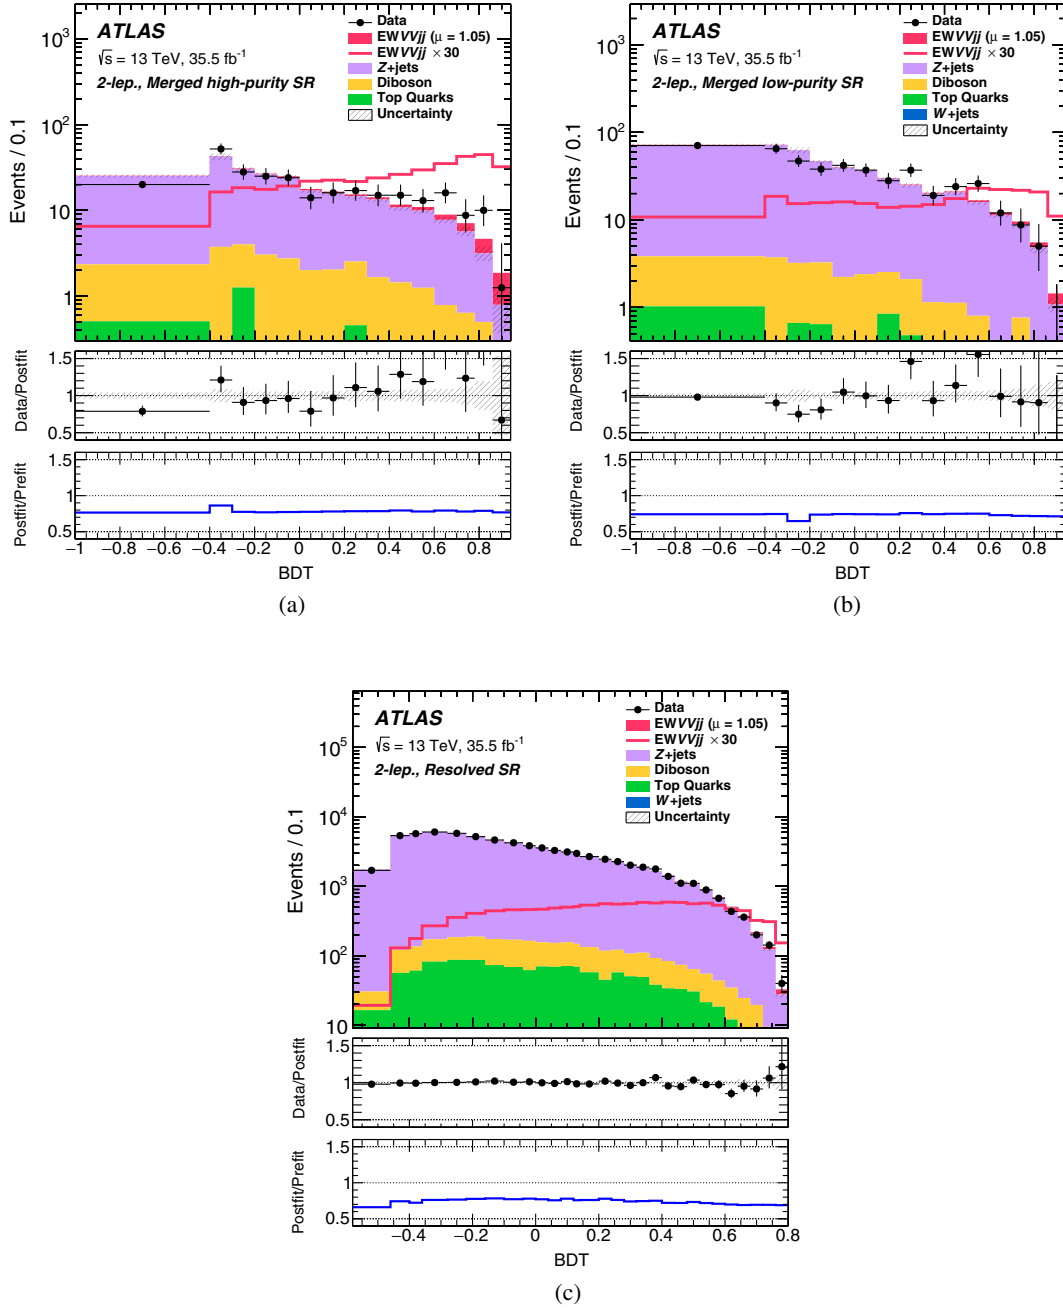 ATLAS
√s = 13 TeV, 35.5 fb⁻¹
2-lep., Merged high-purity SR
Data
EWVVjj (μ = 1.05)
EWVVjj ×30
Z+jets
Diboson
Top Quarks
Uncertainty
Events / 0.1
10³
10²
10
1
Data/Postfit
1.5
1
0.5
Postfit/Prefit
1.5
1
0.5
−1 −0.8 −0.6 −0.4 −0.2 0 0.2 0.4 0.6 0.8
BDT
(a)
ATLAS
√s = 13 TeV, 35.5 fb⁻¹
2-lep., Merged low-purity SR
Data
EWVVjj (μ = 1.05)
EWVVjj ×30
Z+jets
Diboson
Top Quarks
W+jets
Uncertainty
Events / 0.1
10³
10²
10
1
Data/Postfit
1.5
1
0.5
Postfit/Prefit
1.5
1
0.5
−1 −0.8 −0.6 −0.4 −0.2 0 0.2 0.4 0.6 0.8
BDT
(b)
ATLAS
√s = 13 TeV, 35.5 fb⁻¹
2-lep., Resolved SR
Data
EWVVjj (μ = 1.05)
EWVVjj ×30
Z+jets
Diboson
Top Quarks
W+jets
Uncertainty
Events / 0.1
10⁵
10⁴
10³
10²
10
Data/Postfit
1.5
1
0.5
Postfit/Prefit
1.5
1
0.5
−0.4 −0.2 0 0.2 0.4 0.6 0.8
BDT
(c)